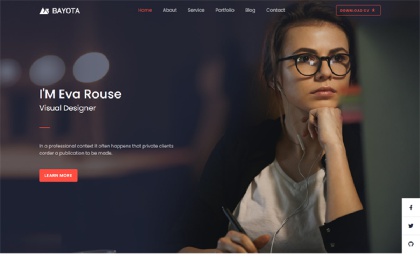 BAYOTA
Home About Service Portfolio Blog Contact
DOWNLOAD CV
I'M Eva Rouse
Visual Designer
In a professional context it often happens that private clients
corder a publication to be made.
LEARN MORE